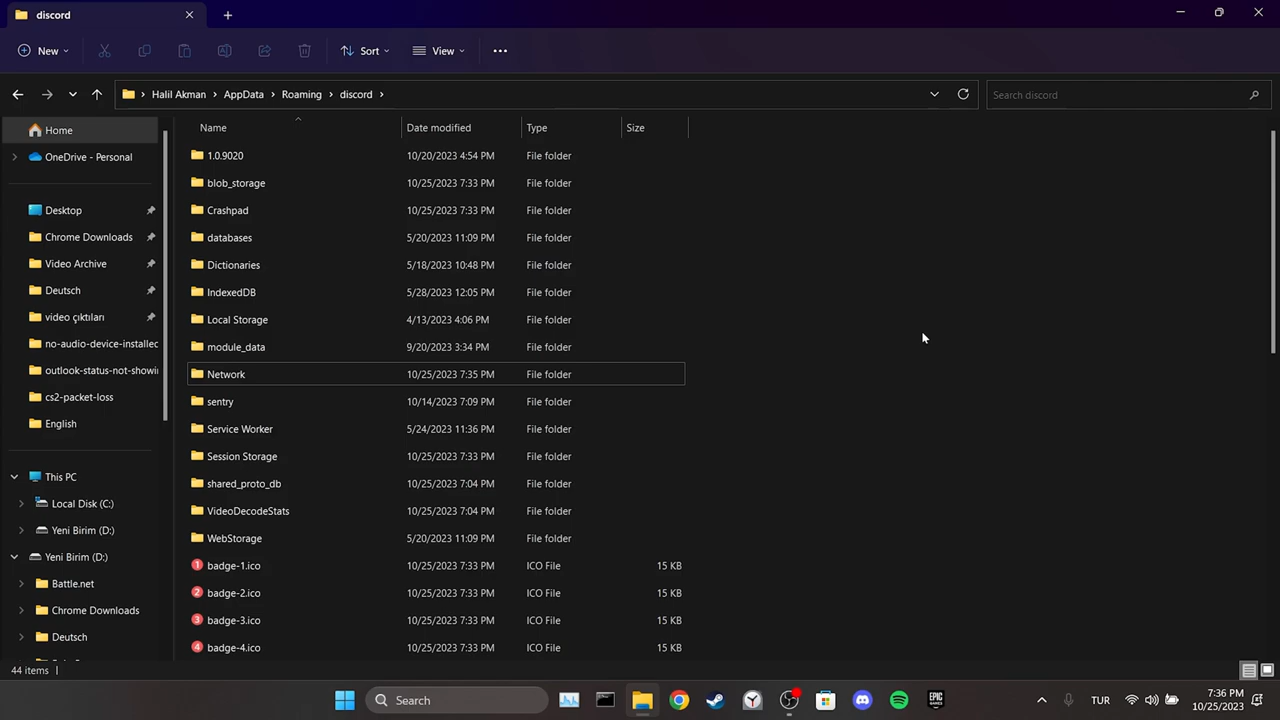 discord
New
Sort
View
Halil Akman > AppData > Roaming > discord >
Search discord
Name Date modified Type Size
Home
OneDrive - Personal
Desktop
Chrome Downloads
Video Archive
Deutsch
video çıktıları
no-audio-device-installed
outlook-status-not-showi
cs2-packet-loss
English
This PC
Local Disk (C:)
Yeni Birim (D:)
Yeni Birim (D:)
Battle.net
Chrome Downloads
Deutsch
1.0.9020 10/20/2023 4:54 PM File folder
blob_storage 10/25/2023 7:33 PM File folder
Crashpad 10/25/2023 7:33 PM File folder
databases 5/20/2023 11:09 PM File folder
Dictionaries 5/18/2023 10:48 PM File folder
IndexedDB 5/28/2023 12:05 PM File folder
Local Storage 4/13/2023 4:06 PM File folder
module_data 9/20/2023 3:34 PM File folder
Network 10/25/2023 7:35 PM File folder
sentry 10/14/2023 7:09 PM File folder
Service Worker 5/24/2023 11:36 PM File folder
Session Storage 10/25/2023 7:33 PM File folder
shared_proto_db 10/25/2023 7:04 PM File folder
VideoDecodeStats 10/25/2023 7:04 PM File folder
WebStorage 5/20/2023 11:09 PM File folder
1 badge-1.ico 10/25/2023 7:33 PM ICO File 15 KB
2 badge-2.ico 10/25/2023 7:33 PM ICO File 15 KB
3 badge-3.ico 10/25/2023 7:33 PM ICO File 15 KB
4 badge-4.ico 10/25/2023 7:33 PM ICO File 15 KB
44 items
Search
EPIC GAMES
TUR
7:36 PM
10/25/2023